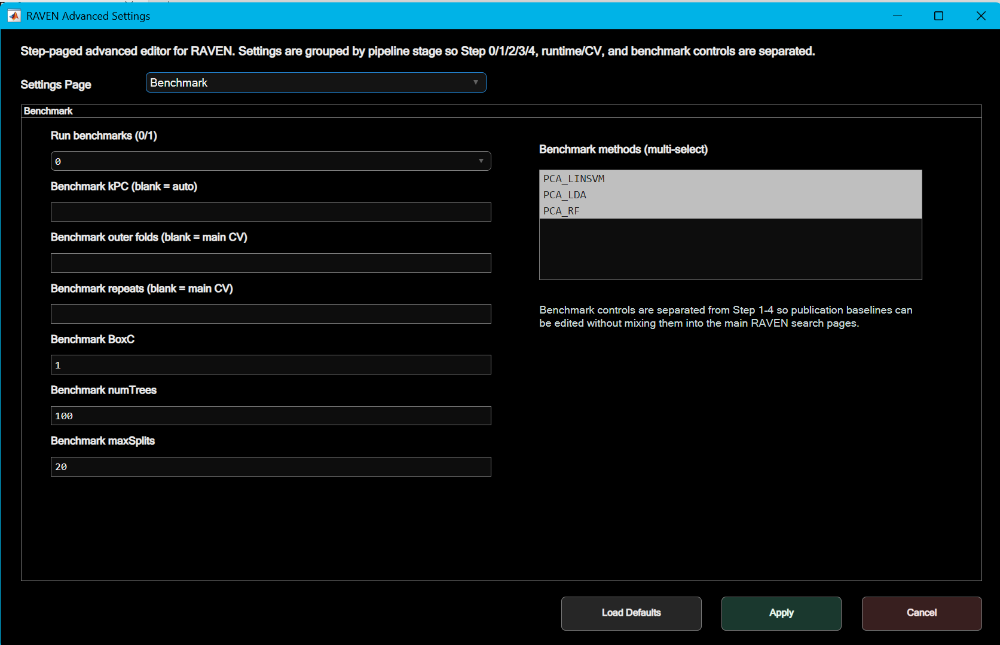 RAVEN Advanced Settings
Step-paged advanced editor for RAVEN. Settings are grouped by pipeline stage so Step 0/1/2/3/4, runtime/CV, and benchmark controls are separated.
Settings Page
Benchmark
Benchmark
Run benchmarks (0/1)
0
Benchmark kPC (blank = auto)
Benchmark outer folds (blank = main CV)
Benchmark repeats (blank = main CV)
Benchmark BoxC
1
Benchmark numTrees
100
Benchmark maxSplits
20
Benchmark methods (multi-select)
PCA_LINSVM
PCA_LDA
PCA_RF
Benchmark controls are separated from Step 1-4 so publication baselines can
be edited without mixing them into the main RAVEN search pages.
Load Defaults
Apply
Cancel